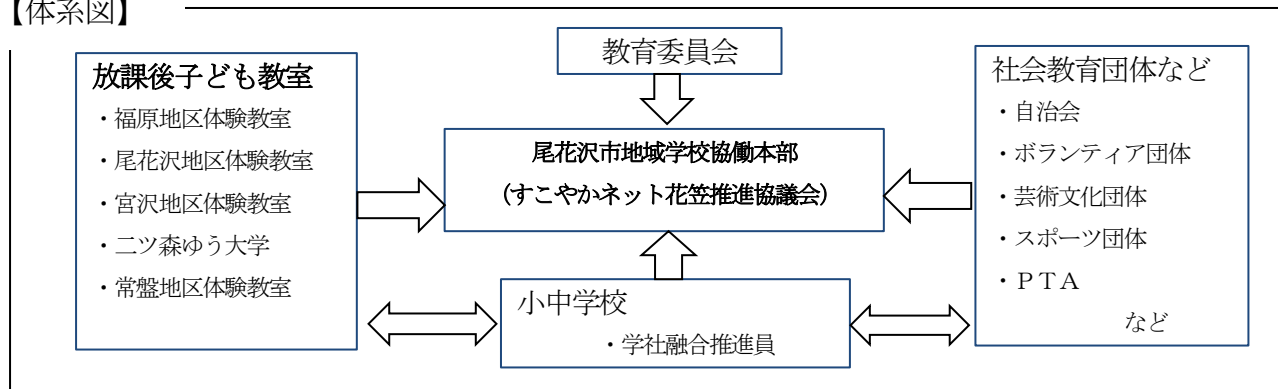 【体系図】
教育委員会
放課後子ども教室
・福原地区体験教室
・尾花沢地区体験教室
・宮沢地区体験教室
・二ツ森ゆう大学
・常盤地区体験教室
尾花沢市地域学校協働本部
(すこやかネット花笠推進協議会)
社会教育団体など
・自治会
・ボランティア団体
・芸術文化団体
・スポーツ団体
・ＰＴＡ
など
小中学校
・学社融合推進員